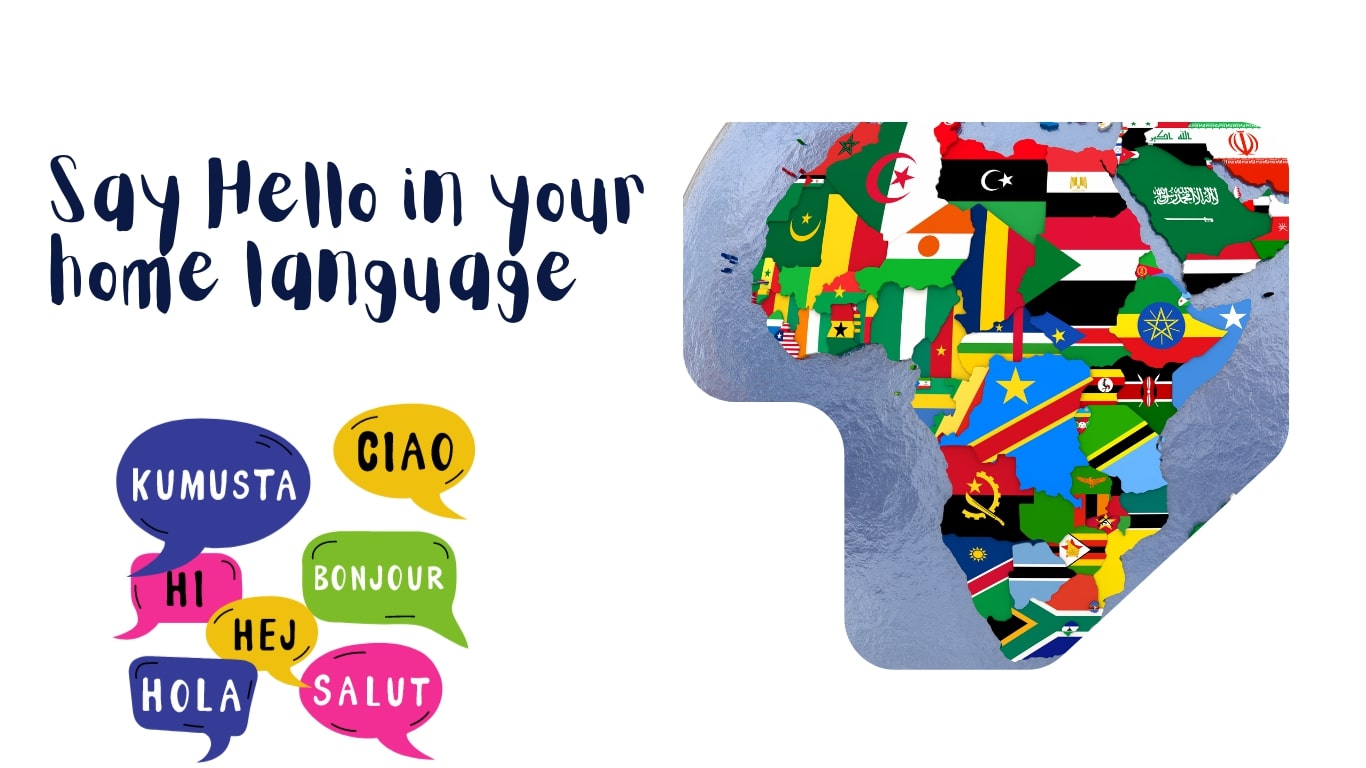 Say Hello in your
home language
KUMUSTA
CIAO
HI
BONJOUR
HEJ
HOLA
SALUT